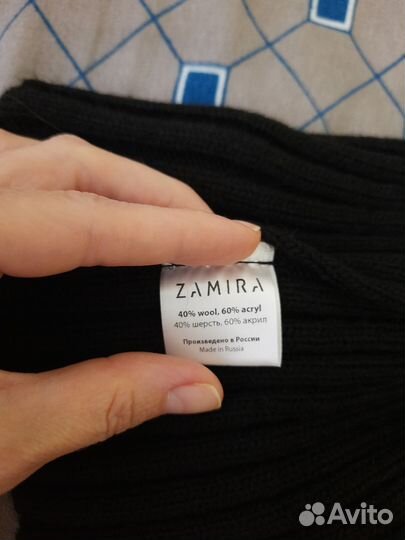 ZAMIRA
40% wool, 60% acryl
40% шерсть, 60% акрил
Произведено в России
Made in Russia
Avito